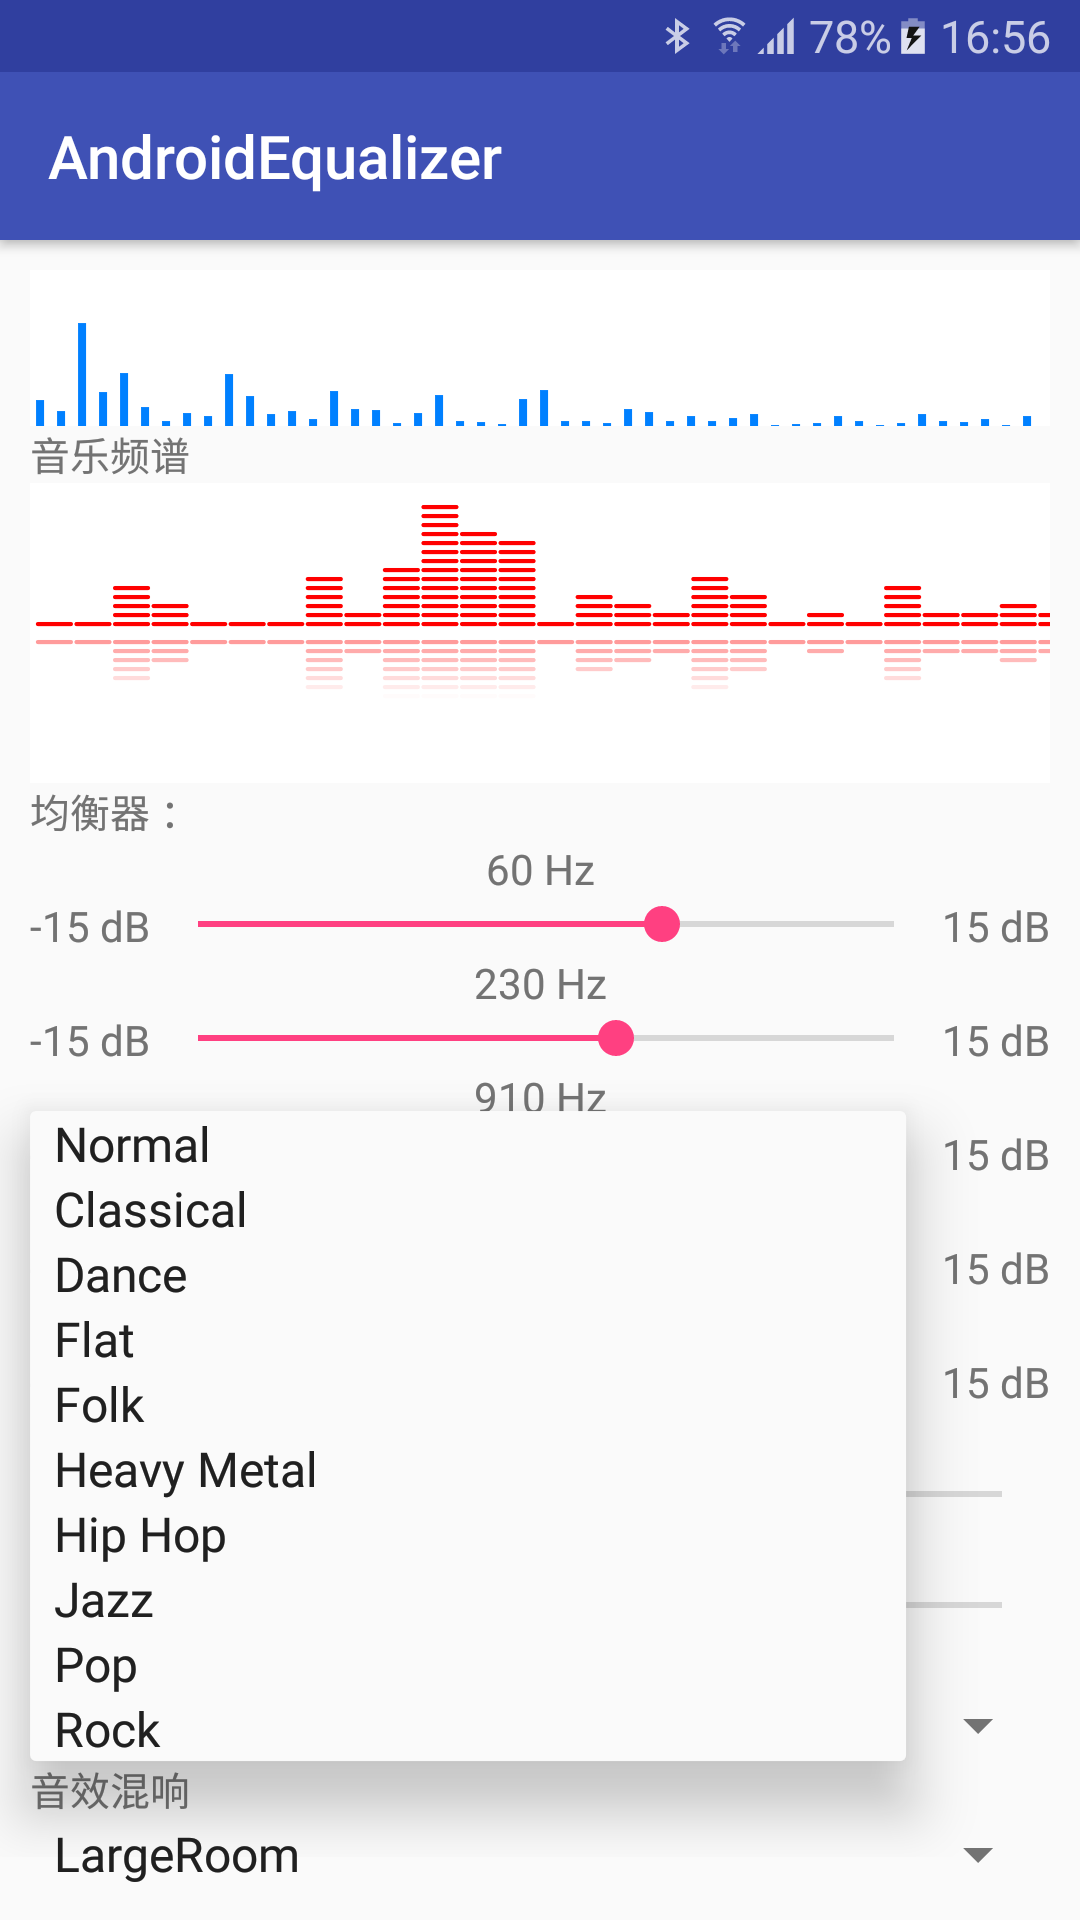 78% 16:56
AndroidEqualizer
音乐频谱
均衡器：
60 Hz
-15 dB 15 dB
230 Hz
-15 dB 15 dB
910 Hz
15 dB
15 dB
15 dB
Normal
Classical
Dance
Flat
Folk
Heavy Metal
Hip Hop
Jazz
Pop
Rock
音效混响
LargeRoom